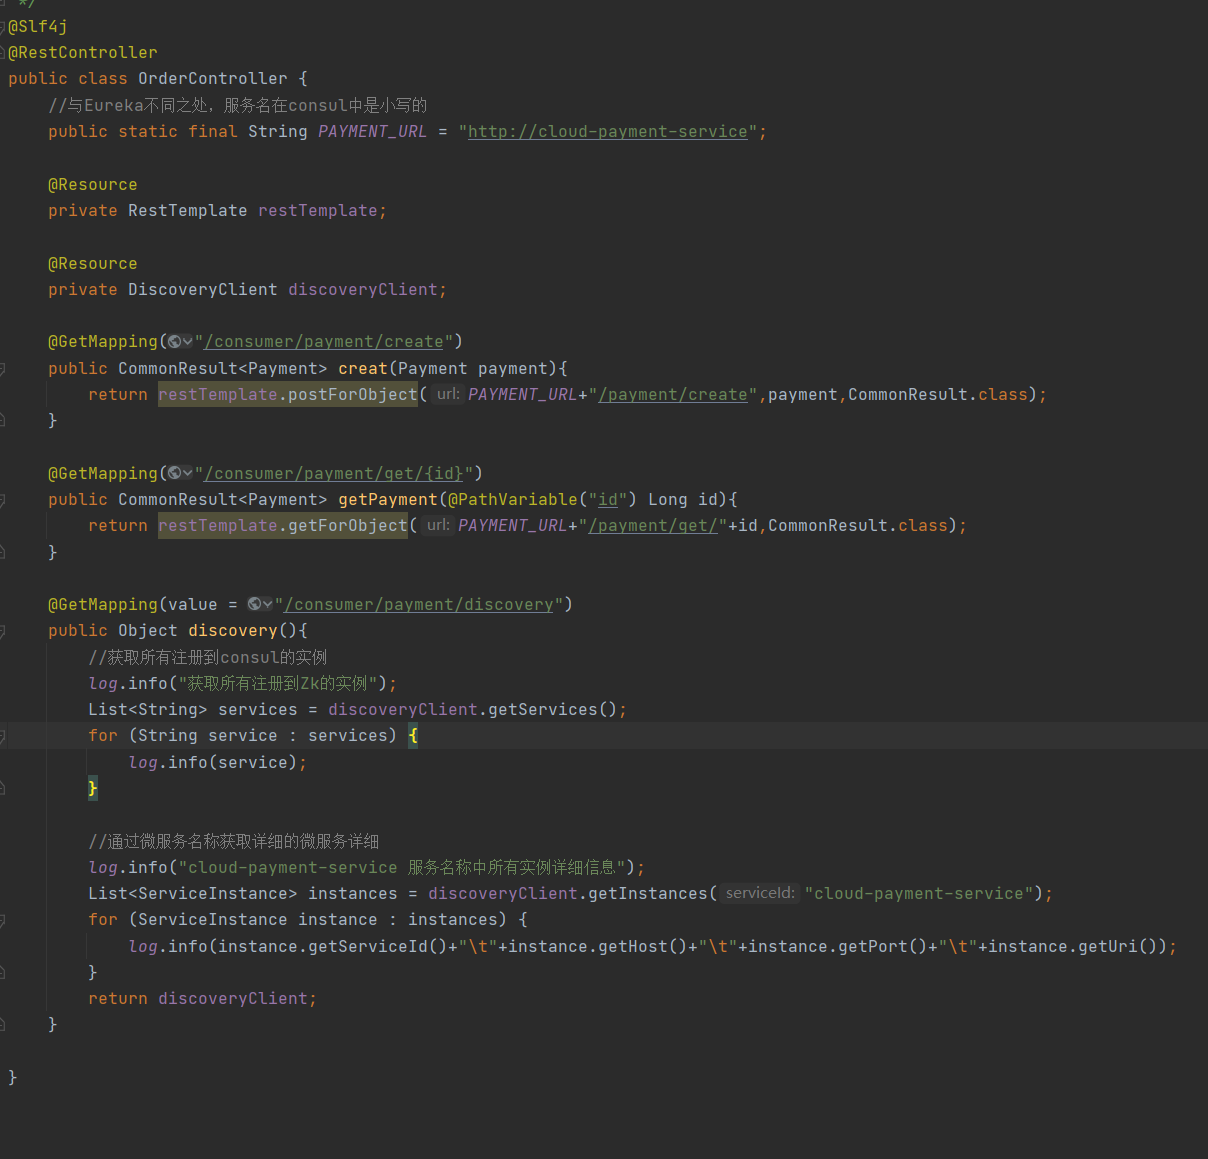 */
@Slf4j
@RestController
public class OrderController {
//与Eureka不同之处，服务名在consul中是小写的
public static final String PAYMENT_URL = "http://cloud-payment-service";
@Resource
private RestTemplate restTemplate;
@Resource
private DiscoveryClient discoveryClient;
@GetMapping("/consumer/payment/create")
public CommonResult<Payment> creat(Payment payment){
return restTemplate.postForObject( url: PAYMENT_URL+"/payment/create",payment,CommonResult.class);
}
@GetMapping("/consumer/payment/get/{id}")
public CommonResult<Payment> getPayment(@PathVariable("id") Long id){
return restTemplate.getForObject( url: PAYMENT_URL+"/payment/get/"+id,CommonResult.class);
}
@GetMapping(value = "/consumer/payment/discovery")
public Object discovery(){
//获取所有注册到consul的实例
log.info("获取所有注册到Zk的实例");
List<String> services = discoveryClient.getServices();
for (String service : services) {
log.info(service);
}
//通过微服务名称获取详细的微服务详细
log.info("cloud-payment-service 服务名称中所有实例详细信息");
List<ServiceInstance> instances = discoveryClient.getInstances( serviceId: "cloud-payment-service");
for (ServiceInstance instance : instances) {
log.info(instance.getServiceId()+"\t"+instance.getHost()+"\t"+instance.getPort()+"\t"+instance.getUri());
}
return discoveryClient;
}
}